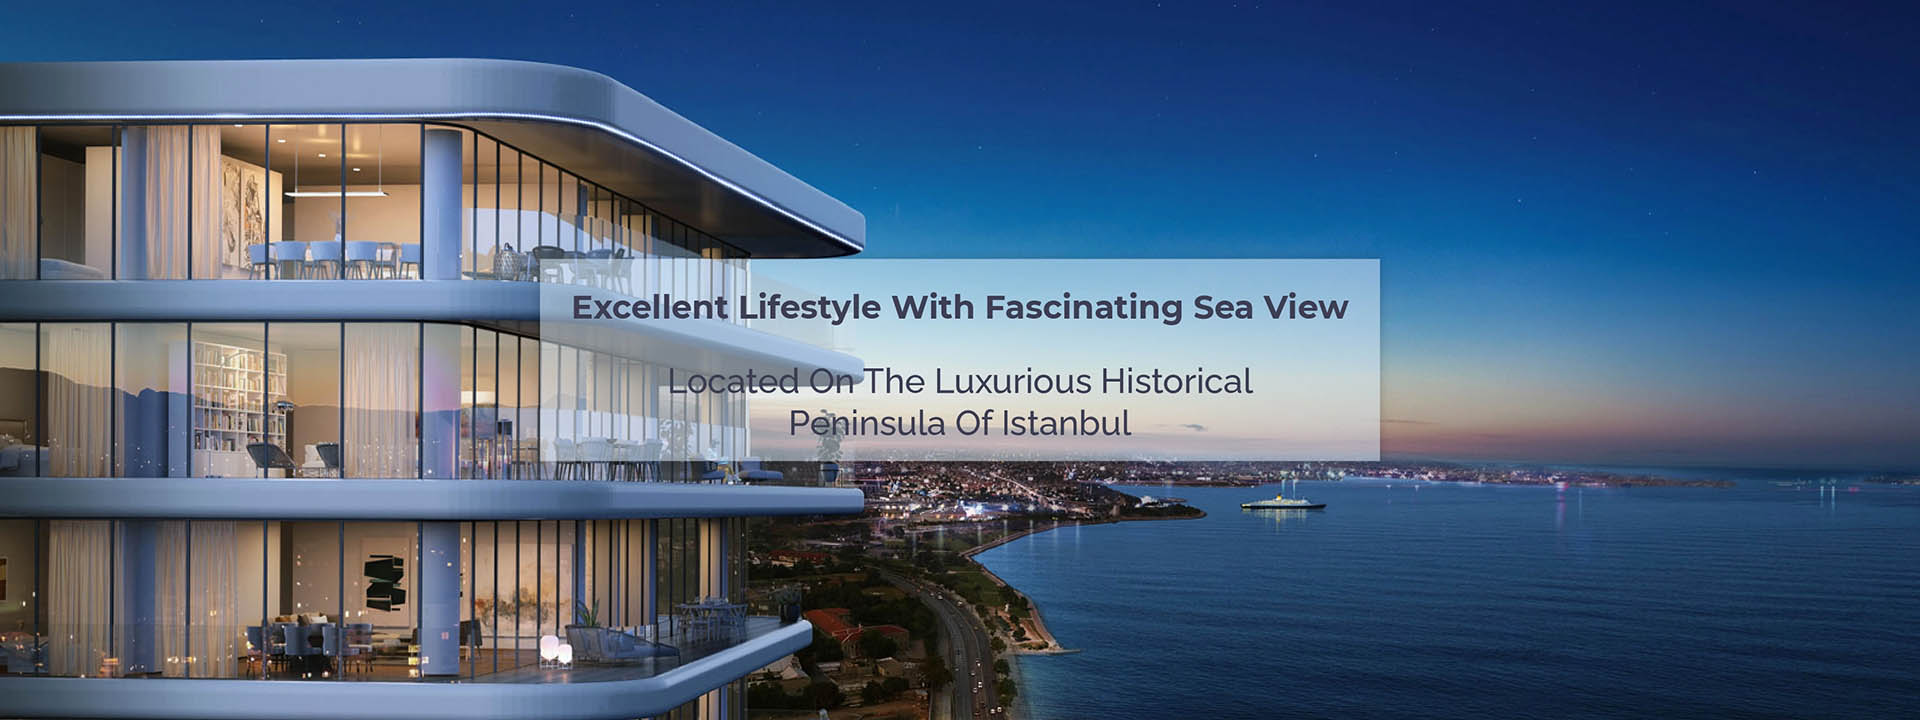 Excellent Lifestyle With Fascinating Sea View
Located On The Luxurious Historical
Peninsula Of Istanbul